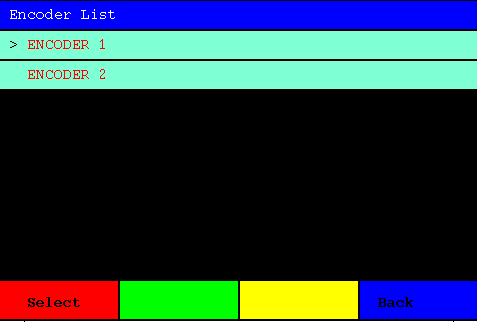 Encoder List
> ENCODER 1
ENCODER 2
Select Back